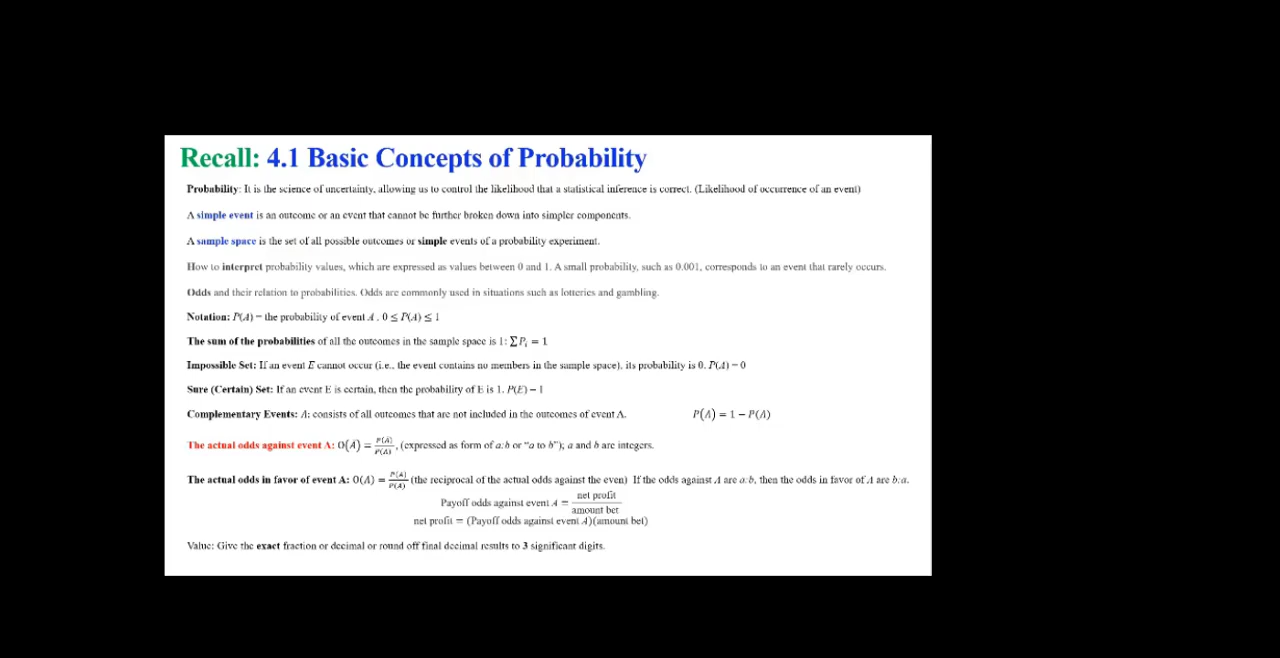 Recall: 4.1 Basic Concepts of Probability
Probability: It is the science of uncertainty, allowing us to control the likelihood that a statistical inference is correct. (Likelihood of occurrence of an event)
A simple event is an outcome or an event that cannot be further broken down into simpler components.
A sample space is the set of all possible outcomes or simple events of a probability experiment.
How to interpret probability values, which are expressed as values between 0 and 1. A small probability, such as 0.001, corresponds to an event that rarely occurs.
Odds and their relation to probabilities. Odds are commonly used in situations such as lotteries and gambling.
Notation: P(A) = the probability of event A . 0 ≤ P(A) ≤ 1
The sum of the probabilities of all the outcomes in the sample space is 1: ∑ Pᵢ = 1
Impossible Set: If an event E cannot occur (i.e., the event contains no members in the sample space), its probability is 0. P(A) = 0
Sure (Certain) Set: If an event E is certain, then the probability of E is 1. P(E) = 1
Complementary Events: Ā: consists of all outcomes that are not included in the outcomes of event A. P(Ā) = 1 − P(A)
The actual odds against event A: O(Ā) = P(Ā)/P(A), (expressed as form of a:b or “a to b”); a and b are integers.
The actual odds in favor of event A: O(A) = P(A)/P(Ā) (the reciprocal of the actual odds against the even) If the odds against A are a:b, then the odds in favor of A are b:a.
Payoff odds against event A = net profit/amount bet
net profit = (Payoff odds against event A)(amount bet)
Value: Give the exact fraction or decimal or round off final decimal results to 3 significant digits.